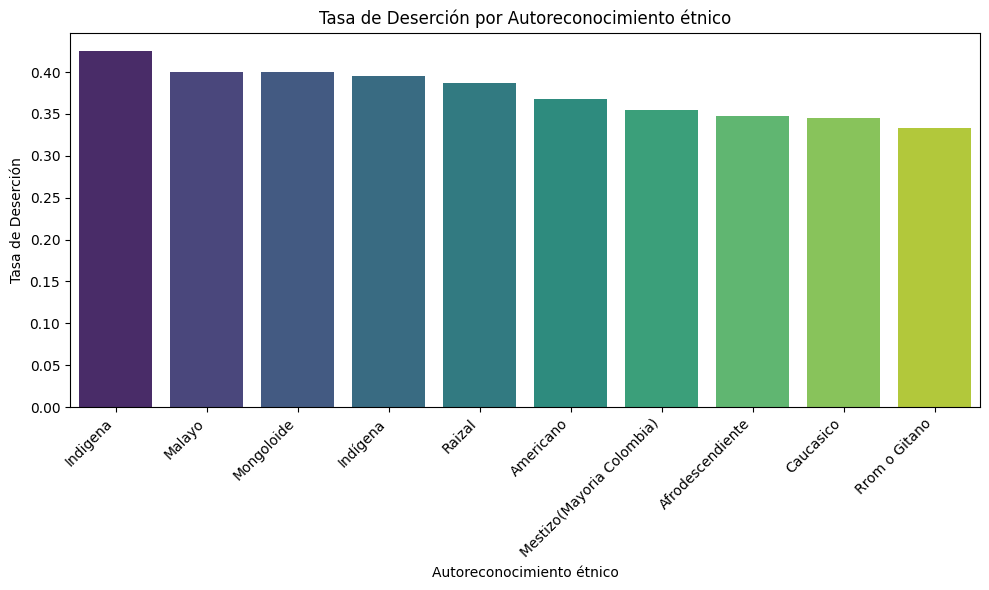 Tasa de Deserción por Autoreconocimiento étnico
Tasa de Deserción
0.40
0.35
0.30
0.25
0.20
0.15
0.10
0.05
0.00
Indigena
Malayo
Mongoloide
Indígena
Raizal
Americano
Mestizo(Mayoria Colombia)
Afrodescendiente
Caucasico
Rrom o Gitano
Autoreconocimiento étnico